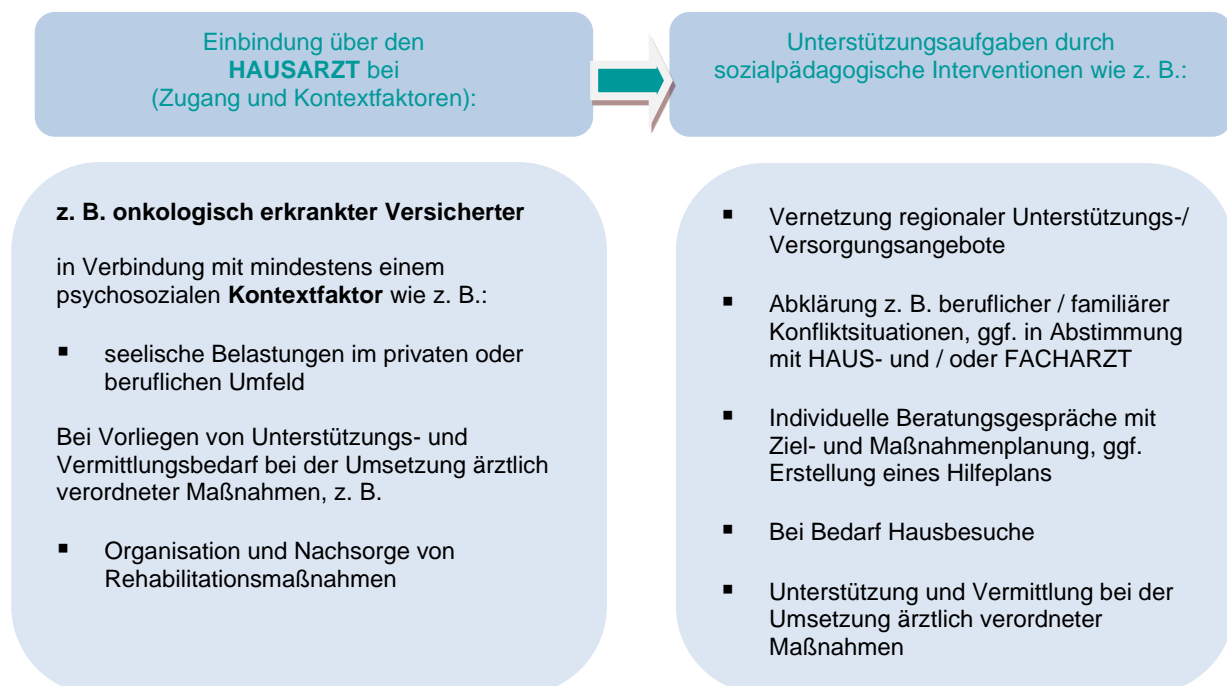 Einbindung über den
HAUSARZT bei
(Zugang und Kontextfaktoren):
Unterstützungsaufgaben durch
sozialpädagogische Interventionen wie z. B.:
z. B. onkologisch erkrankter Versicherter
in Verbindung mit mindestens einem
psychosozialen Kontextfaktor wie z. B.:
▪ seelische Belastungen im privaten oder
beruflichen Umfeld
Bei Vorliegen von Unterstützungs- und
Vermittlungsbedarf bei der Umsetzung ärztlich
verordneter Maßnahmen, z. B.
▪ Organisation und Nachsorge von
Rehabilitationsmaßnahmen
▪ Vernetzung regionaler Unterstützungs-/
Versorgungsangebote
▪ Abklärung z. B. beruflicher / familiärer
Konfliktsituationen, ggf. in Abstimmung
mit HAUS- und / oder FACHARZT
▪ Individuelle Beratungsgespräche mit
Ziel- und Maßnahmenplanung, ggf.
Erstellung eines Hilfeplans
▪ Bei Bedarf Hausbesuche
▪ Unterstützung und Vermittlung bei der
Umsetzung ärztlich verordneter
Maßnahmen